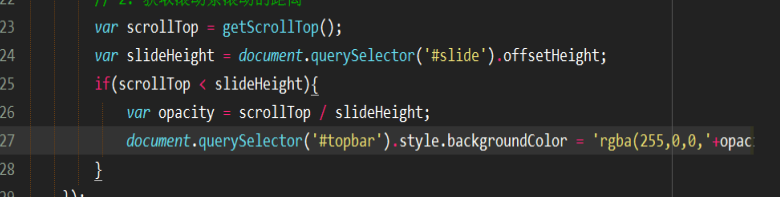 // 2. 获取滚动条滚动的距离
23 var scrollTop = getScrollTop();
24 var slideHeight = document.querySelector('#slide').offsetHeight;
25 if(scrollTop < slideHeight){
26 var opacity = scrollTop / slideHeight;
27 document.querySelector('#topbar').style.backgroundColor = 'rgba(255,0,0,'+opac
28 }
});